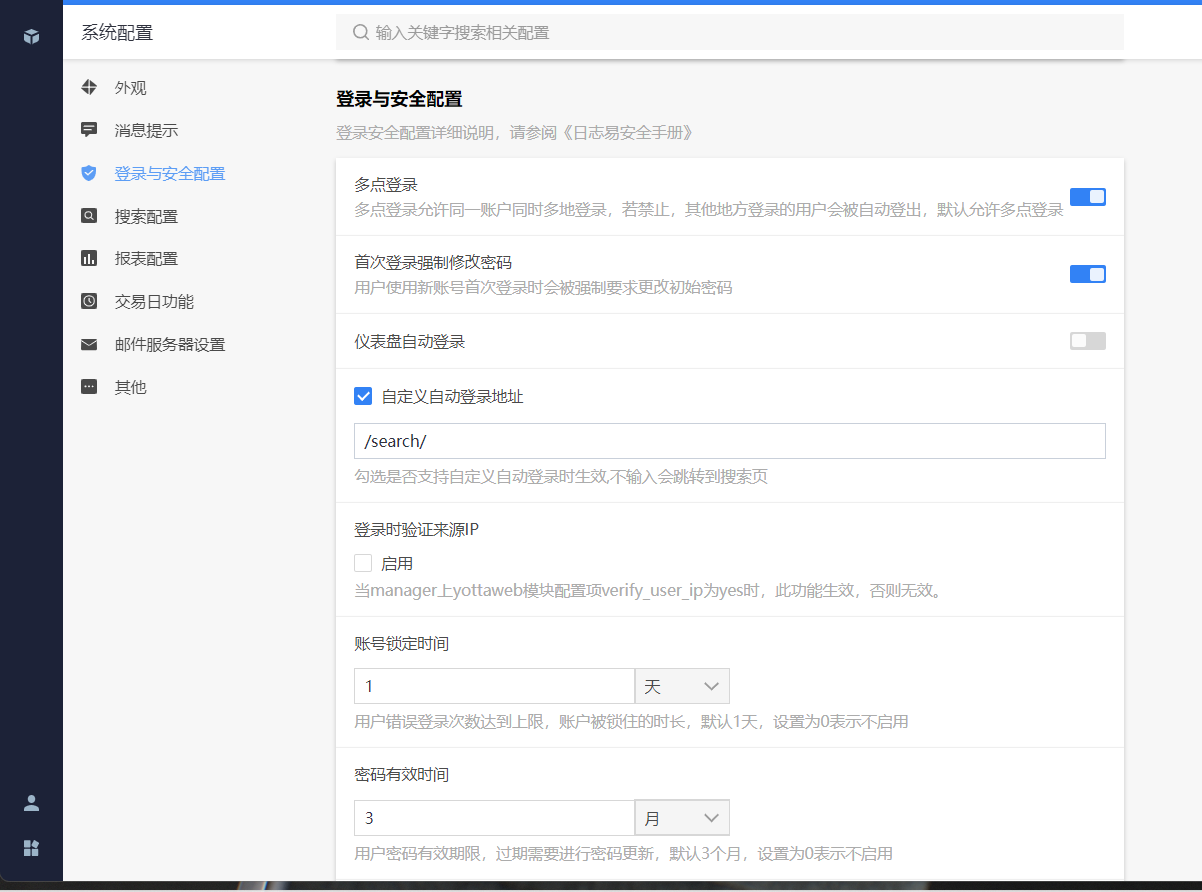 系统配置
输入关键字搜索相关配置
外观
消息提示
登录与安全配置
搜索配置
报表配置
交易日功能
邮件服务器设置
其他
登录与安全配置
登录安全配置详细说明，请参阅《日志易安全手册》
多点登录
多点登录允许同一账户同时多地登录，若禁止，其他地方登录的用户会被自动登出，默认允许多点登录
首次登录强制修改密码
用户使用新账号首次登录时会被强制要求更改初始密码
仪表盘自动登录
自定义自动登录地址
/search/
勾选是否支持自定义自动登录时生效,不输入会跳转到搜索页
登录时验证来源IP
启用
当manager上yottaweb模块配置项verify_user_ip为yes时，此功能生效，否则无效。
账号锁定时间
1 天
用户错误登录次数达到上限，账户被锁住的时长，默认1天，设置为0表示不启用
密码有效时间
3 月
用户密码有效期限，过期需要进行密码更新，默认3个月，设置为0表示不启用